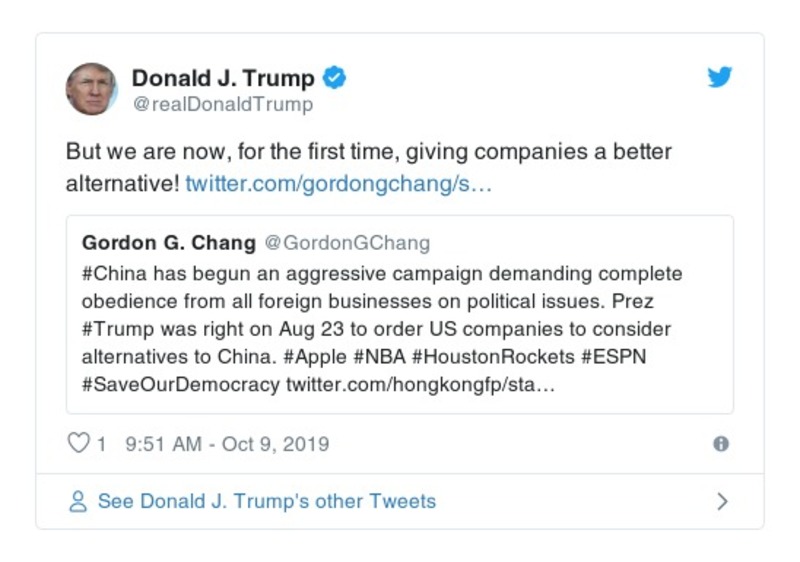 Donald J. Trump
@realDonaldTrump
But we are now, for the first time, giving companies a better
alternative! twitter.com/gordongchang/s…
Gordon G. Chang @GordonGChang
#China has begun an aggressive campaign demanding complete
obedience from all foreign businesses on political issues. Prez
#Trump was right on Aug 23 to order US companies to consider
alternatives to China. #Apple #NBA #HoustonRockets #ESPN
#SaveOurDemocracy twitter.com/hongkongfp/sta…
1 9:51 AM - Oct 9, 2019
See Donald J. Trump's other Tweets